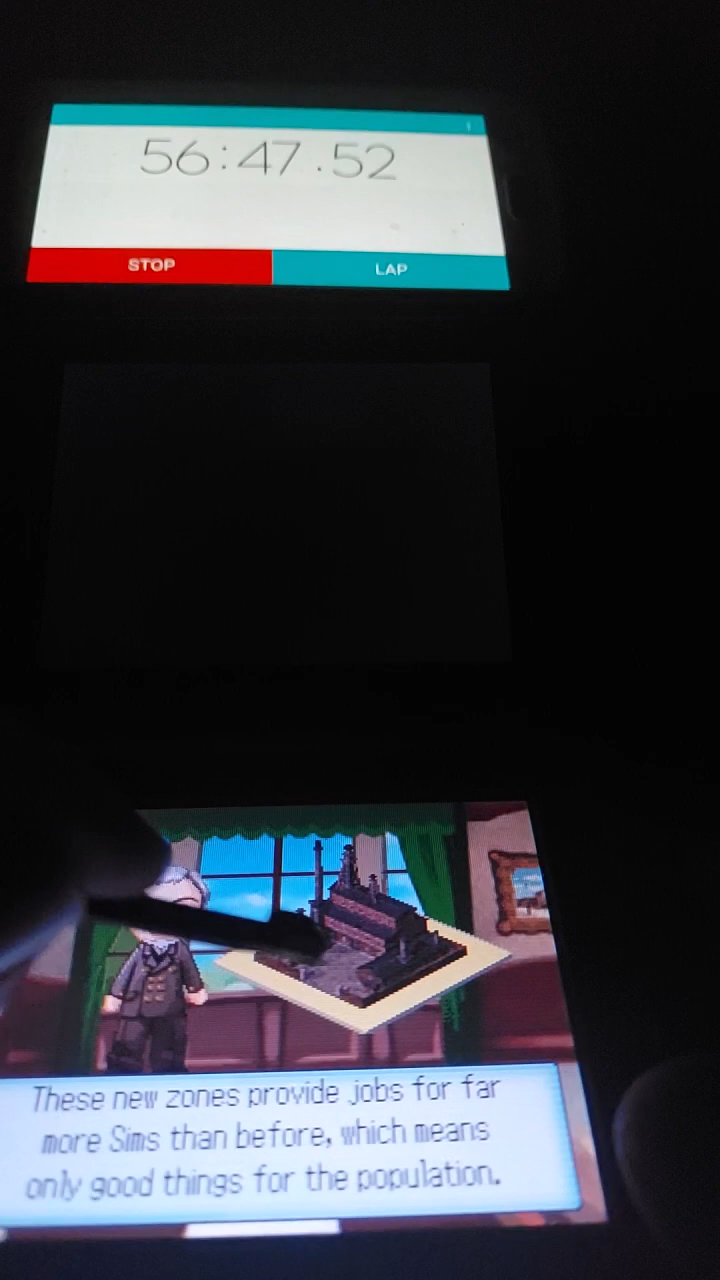 56:47.52
STOP
LAP
These new zones provide jobs for far
more Sims than before, which means
only good things for the population.